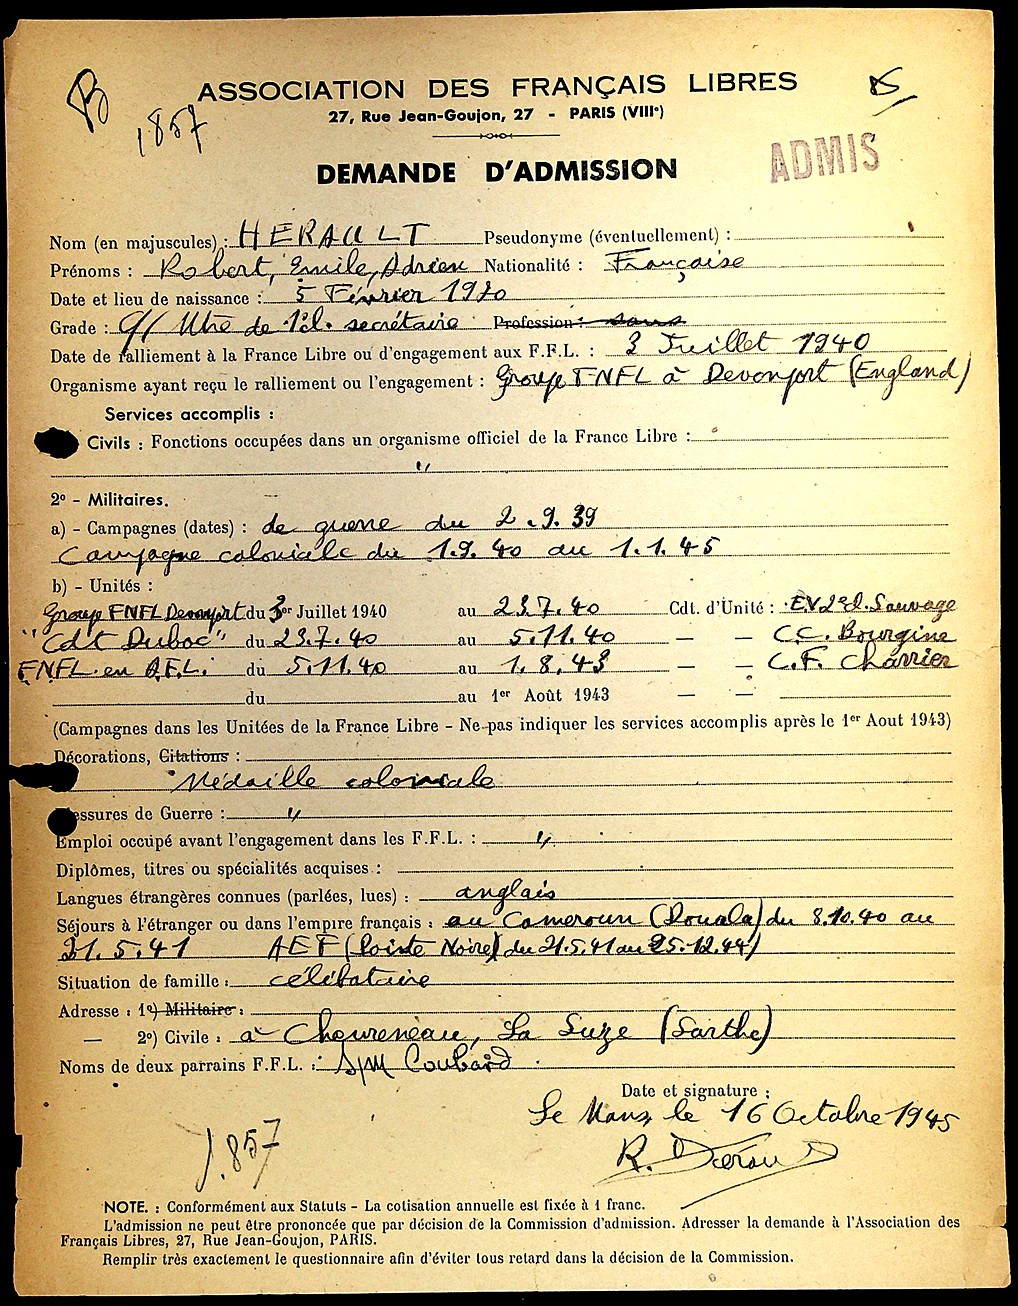 B
1857
ASSOCIATION DES FRANÇAIS LIBRES
27, Rue Jean-Goujon, 27 - PARIS (VIIIe)
ADMIS
DEMANDE D'ADMISSION
Nom (en majuscules) : HERAULT Pseudonyme (éventuellement) :
Prénoms : Robert, Emile, Adrien Nationalité : Française
Date et lieu de naissance : 5 Février 1920
Grade : Q/ Mtre de 1cl. secrétaire Profession : sans
Date de ralliement à la France Libre ou d'engagement aux F.F.L. : 3 Juillet 1940
Organisme ayant reçu le ralliement ou l'engagement : Groupe FNFL à Devonport (England)
Services accomplis :
Civils : Fonctions occupées dans un organisme officiel de la France Libre :
"
2o - Militaires.
a) - Campagnes (dates) : de guerre du 2.9.39
Campagne coloniale du 1.9.40 au 1.1.45
b) - Unités :
Groupe FNFL Devonport du 3er Juillet 1940 au 23.7.40 Cdt. d'Unité : EV2ecl. Sauvage
"Cdt Duboc" du 23.7.40 au 5.11.40 — — C.C. Bourgine
FNFL en A.F.L. du 5.11.40 au 1.8.43 — — C.F. Charrier
du au 1er Août 1943 — —
(Campagnes dans les Unitées de la France Libre - Ne pas indiquer les services accomplis après le 1er Aout 1943)
Décorations, Citations :
Médaille coloniale
essures de Guerre : "
Emploi occupé avant l'engagement dans les F.F.L. : "
Diplômes, titres ou spécialités acquises :
Langues étrangères connues (parlées, lues) : anglais
Séjours à l'étranger ou dans l'empire français : au Cameroun (Douala) du 8.10.40 au
21.5.41 AEF (Pointe Noire) du 21.5.41 au 25.12.44)
Situation de famille : célibataire
Adresse : 1o) Militaire :
— 2o) Civile : à Cheureneau, La Suze (Sarthe)
Noms de deux parrains F.F.L. : S/M Coubard
Date et signature :
Le Mans, le 16 Octobre 1945
R. Herault
1.857
NOTE. : Conformément aux Statuts - La cotisation annuelle est fixée à 1 franc.
L'admission ne peut être prononcée que par décision de la Commission d'admission. Adresser la demande à l'Association des
Français Libres, 27, Rue Jean-Goujon, PARIS.
Remplir très exactement le questionnaire afin d'éviter tous retard dans la décision de la Commission.